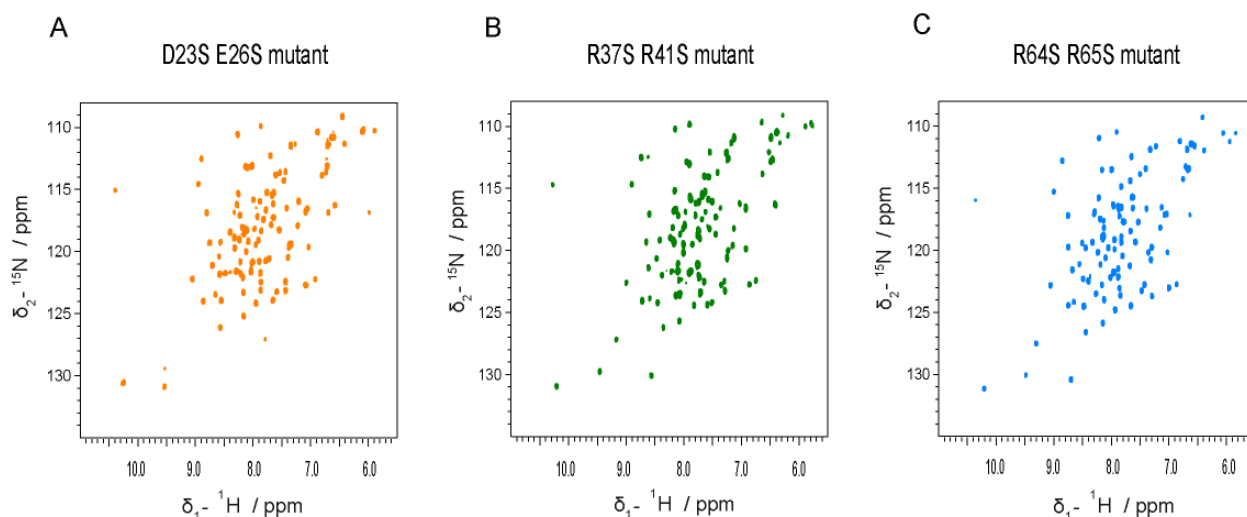 A
D23S E26S mutant
110
115
120
125
130
δ2- 15N / ppm
10.0 9.0 8.0 7.0 6.0
δ1- 1H / ppm
B
R37S R41S mutant
110
115
120
125
130
δ2- 15N / ppm
10.0 9.0 8.0 7.0 6.0
δ1- 1H / ppm
C
R64S R65S mutant
110
115
120
125
130
δ2- 15N / ppm
10.0 9.0 8.0 7.0 6.0
δ1- 1H / ppm